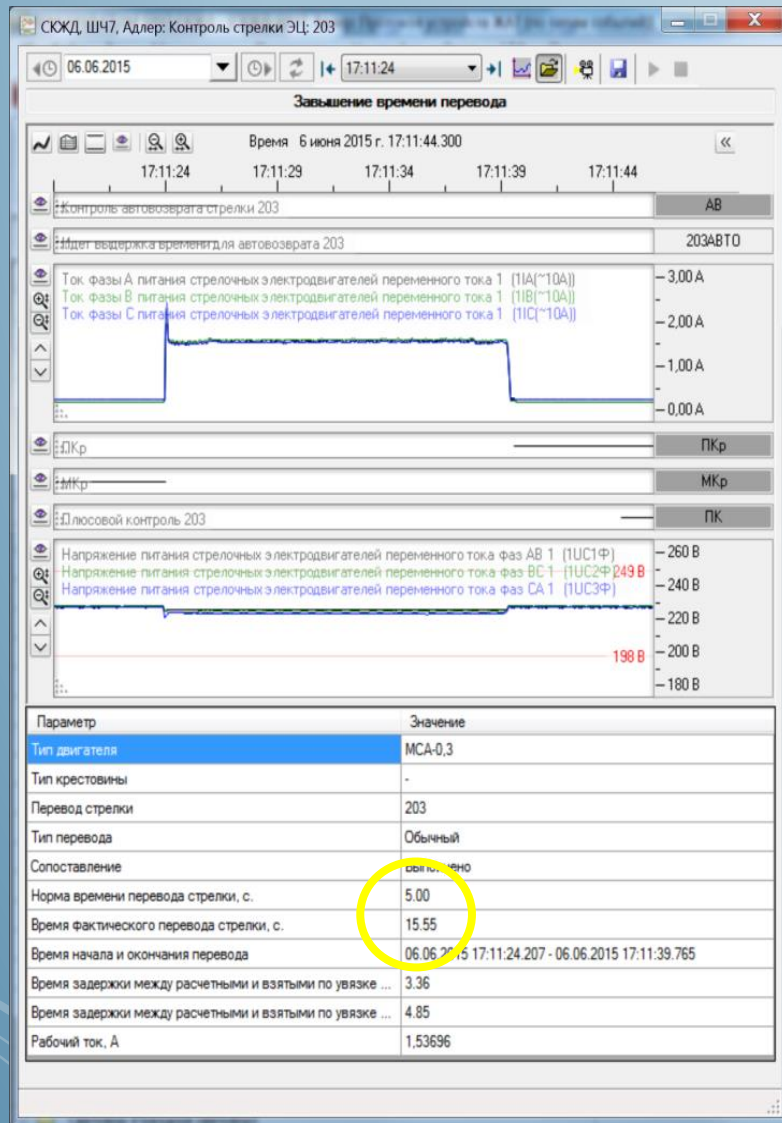 СКЖД, ШЧ7, Адлер: Контроль стрелки ЭЦ: 203
06.06.2015 17:11:24
Завышение времени перевода
Время 6 июня 2015 г. 17:11:44.300
17:11:24 17:11:29 17:11:34 17:11:39 17:11:44
Контроль автовозврата стрелки 203 АВ
Идет выдержка времени для автовозврата 203 203АВТО
Ток фазы А питания стрелочных электродвигателей переменного тока 1 (1IA(~10A))
Ток фазы В питания стрелочных электродвигателей переменного тока 1 (1IB(~10A))
Ток фазы С питания стрелочных электродвигателей переменного тока 1 (1IC(~10A))
3,00 А
2,00 А
1,00 А
0,00 А
ПКр ПКр
МКр МКр
Плюсовой контроль 203 ПК
Напряжение питания стрелочных электродвигателей переменного тока фаз АВ 1 (1UC1Ф)
Напряжение питания стрелочных электродвигателей переменного тока фаз ВС 1 (1UC2Ф) 249 В
Напряжение питания стрелочных электродвигателей переменного тока фаз СА 1 (1UC3Ф)
260 В
240 В
220 В
198 В 200 В
180 В
Параметр Значение
Тип двигателя МСА-0,3
Тип крестовины -
Перевод стрелки 203
Тип перевода Обычный
Сопоставление Выполнено
Норма времени перевода стрелки, с. 5.00
Время фактического перевода стрелки, с. 15.55
Время начала и окончания перевода 06.06.2015 17:11:24.207 - 06.06.2015 17:11:39.765
Время задержки между расчетными и взятыми по увязке ... 3.36
Время задержки между расчетными и взятыми по увязке ... 4.85
Рабочий ток, А 1,53696